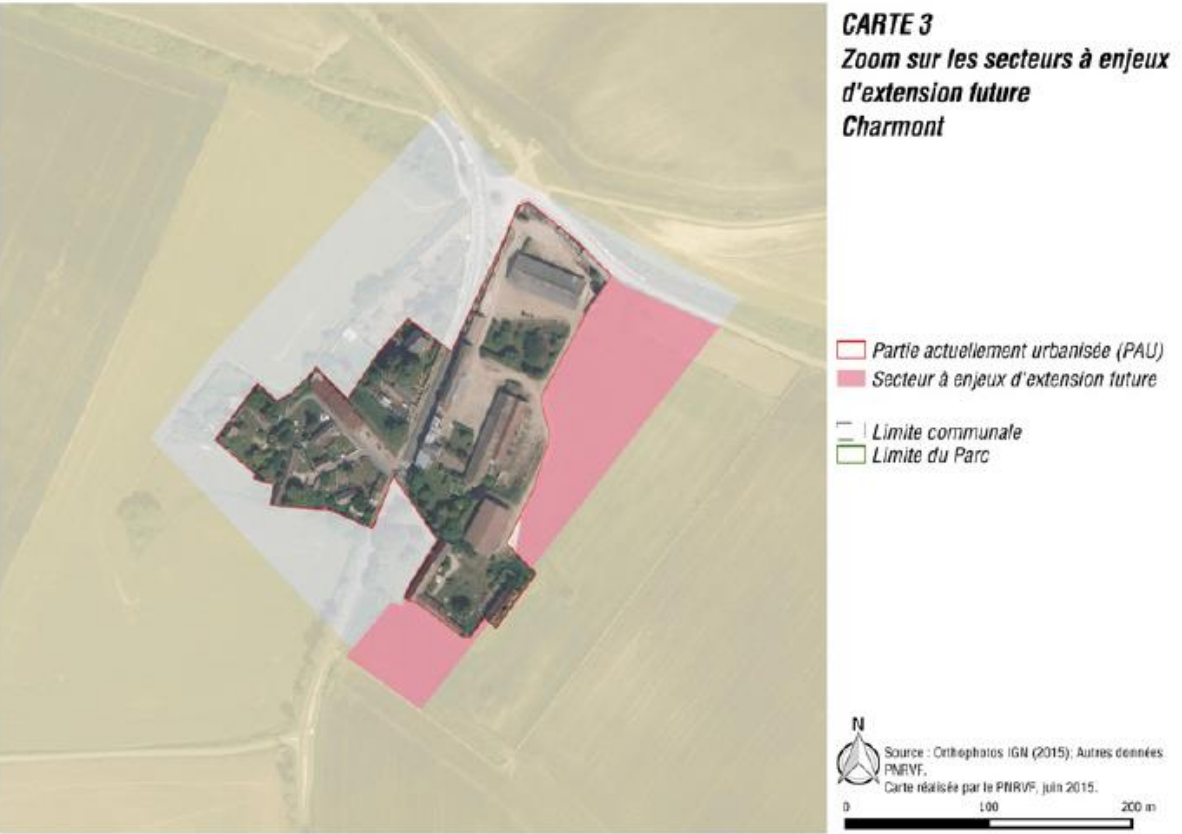 CARTE 3
Zoom sur les secteurs à enjeux
d'extension future
Charmont
Partie actuellement urbanisée (PAU)
Secteur à enjeux d'extension future
Limite communale
Limite du Parc
N
Source : Orthophotos IGN (2015); Autres données
PNRVF.
Carte réalisée par le PNRVF, juin 2015.
0 100 200 m